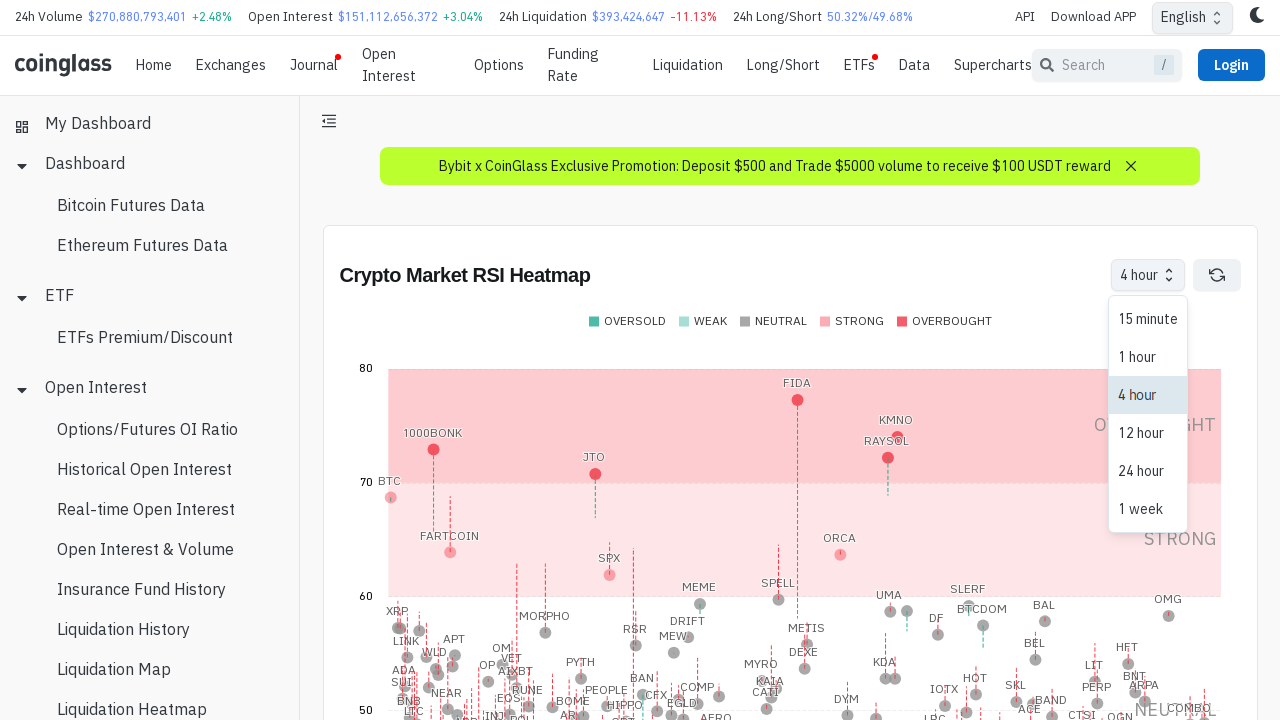 24h Volume $270,880,793,401 +2.48% Open Interest $151,112,656,372 +3.04% 24h Liquidation $393,424,647 -11.13% 24h Long/Short 50.32%/49.68% API Download APP English
coinglass Home Exchanges Journal Open Interest Options Funding Rate Liquidation Long/Short ETFs Data Supercharts Search / Login
My Dashboard
Dashboard
Bitcoin Futures Data
Ethereum Futures Data
ETF
ETFs Premium/Discount
Open Interest
Options/Futures OI Ratio
Historical Open Interest
Real-time Open Interest
Open Interest & Volume
Insurance Fund History
Liquidation History
Liquidation Map
Liquidation Heatmap
Bybit x CoinGlass Exclusive Promotion: Deposit $500 and Trade $5000 volume to receive $100 USDT reward
Crypto Market RSI Heatmap
4 hour
15 minute
1 hour
4 hour
12 hour
24 hour
1 week
OVERSOLD WEAK NEUTRAL STRONG OVERBOUGHT
80
FIDA
KMNO
1000BONK
RAYSOL
JTO
70
BTC
FARTCOIN
ORCA
STRONG
SPX
SPELL
MEME
SLERF
60
UMA
OMG
XRP
BTCDOM
BAL
MORPHO
DRIFT
DF
RSR
METIS
LINK
APT
MEW
BEL
HFT
OM
WLD
DEXE
VET
OP
PYTH
MYRO
KDA
LIT
ADA
AIXBT
HOT
BNT
SUI
BAN
KAIA
SKL
PERP
ARPA
NEAR
RUNE
PEOPLE
CFX
COMP
CATI
IOTX
BNB
EOS
BOME
HIPPO
EGLD
DYM
BAND
ACE
COMBO
50
NEUTRAL
LTC
INJ
AERO
CTSI